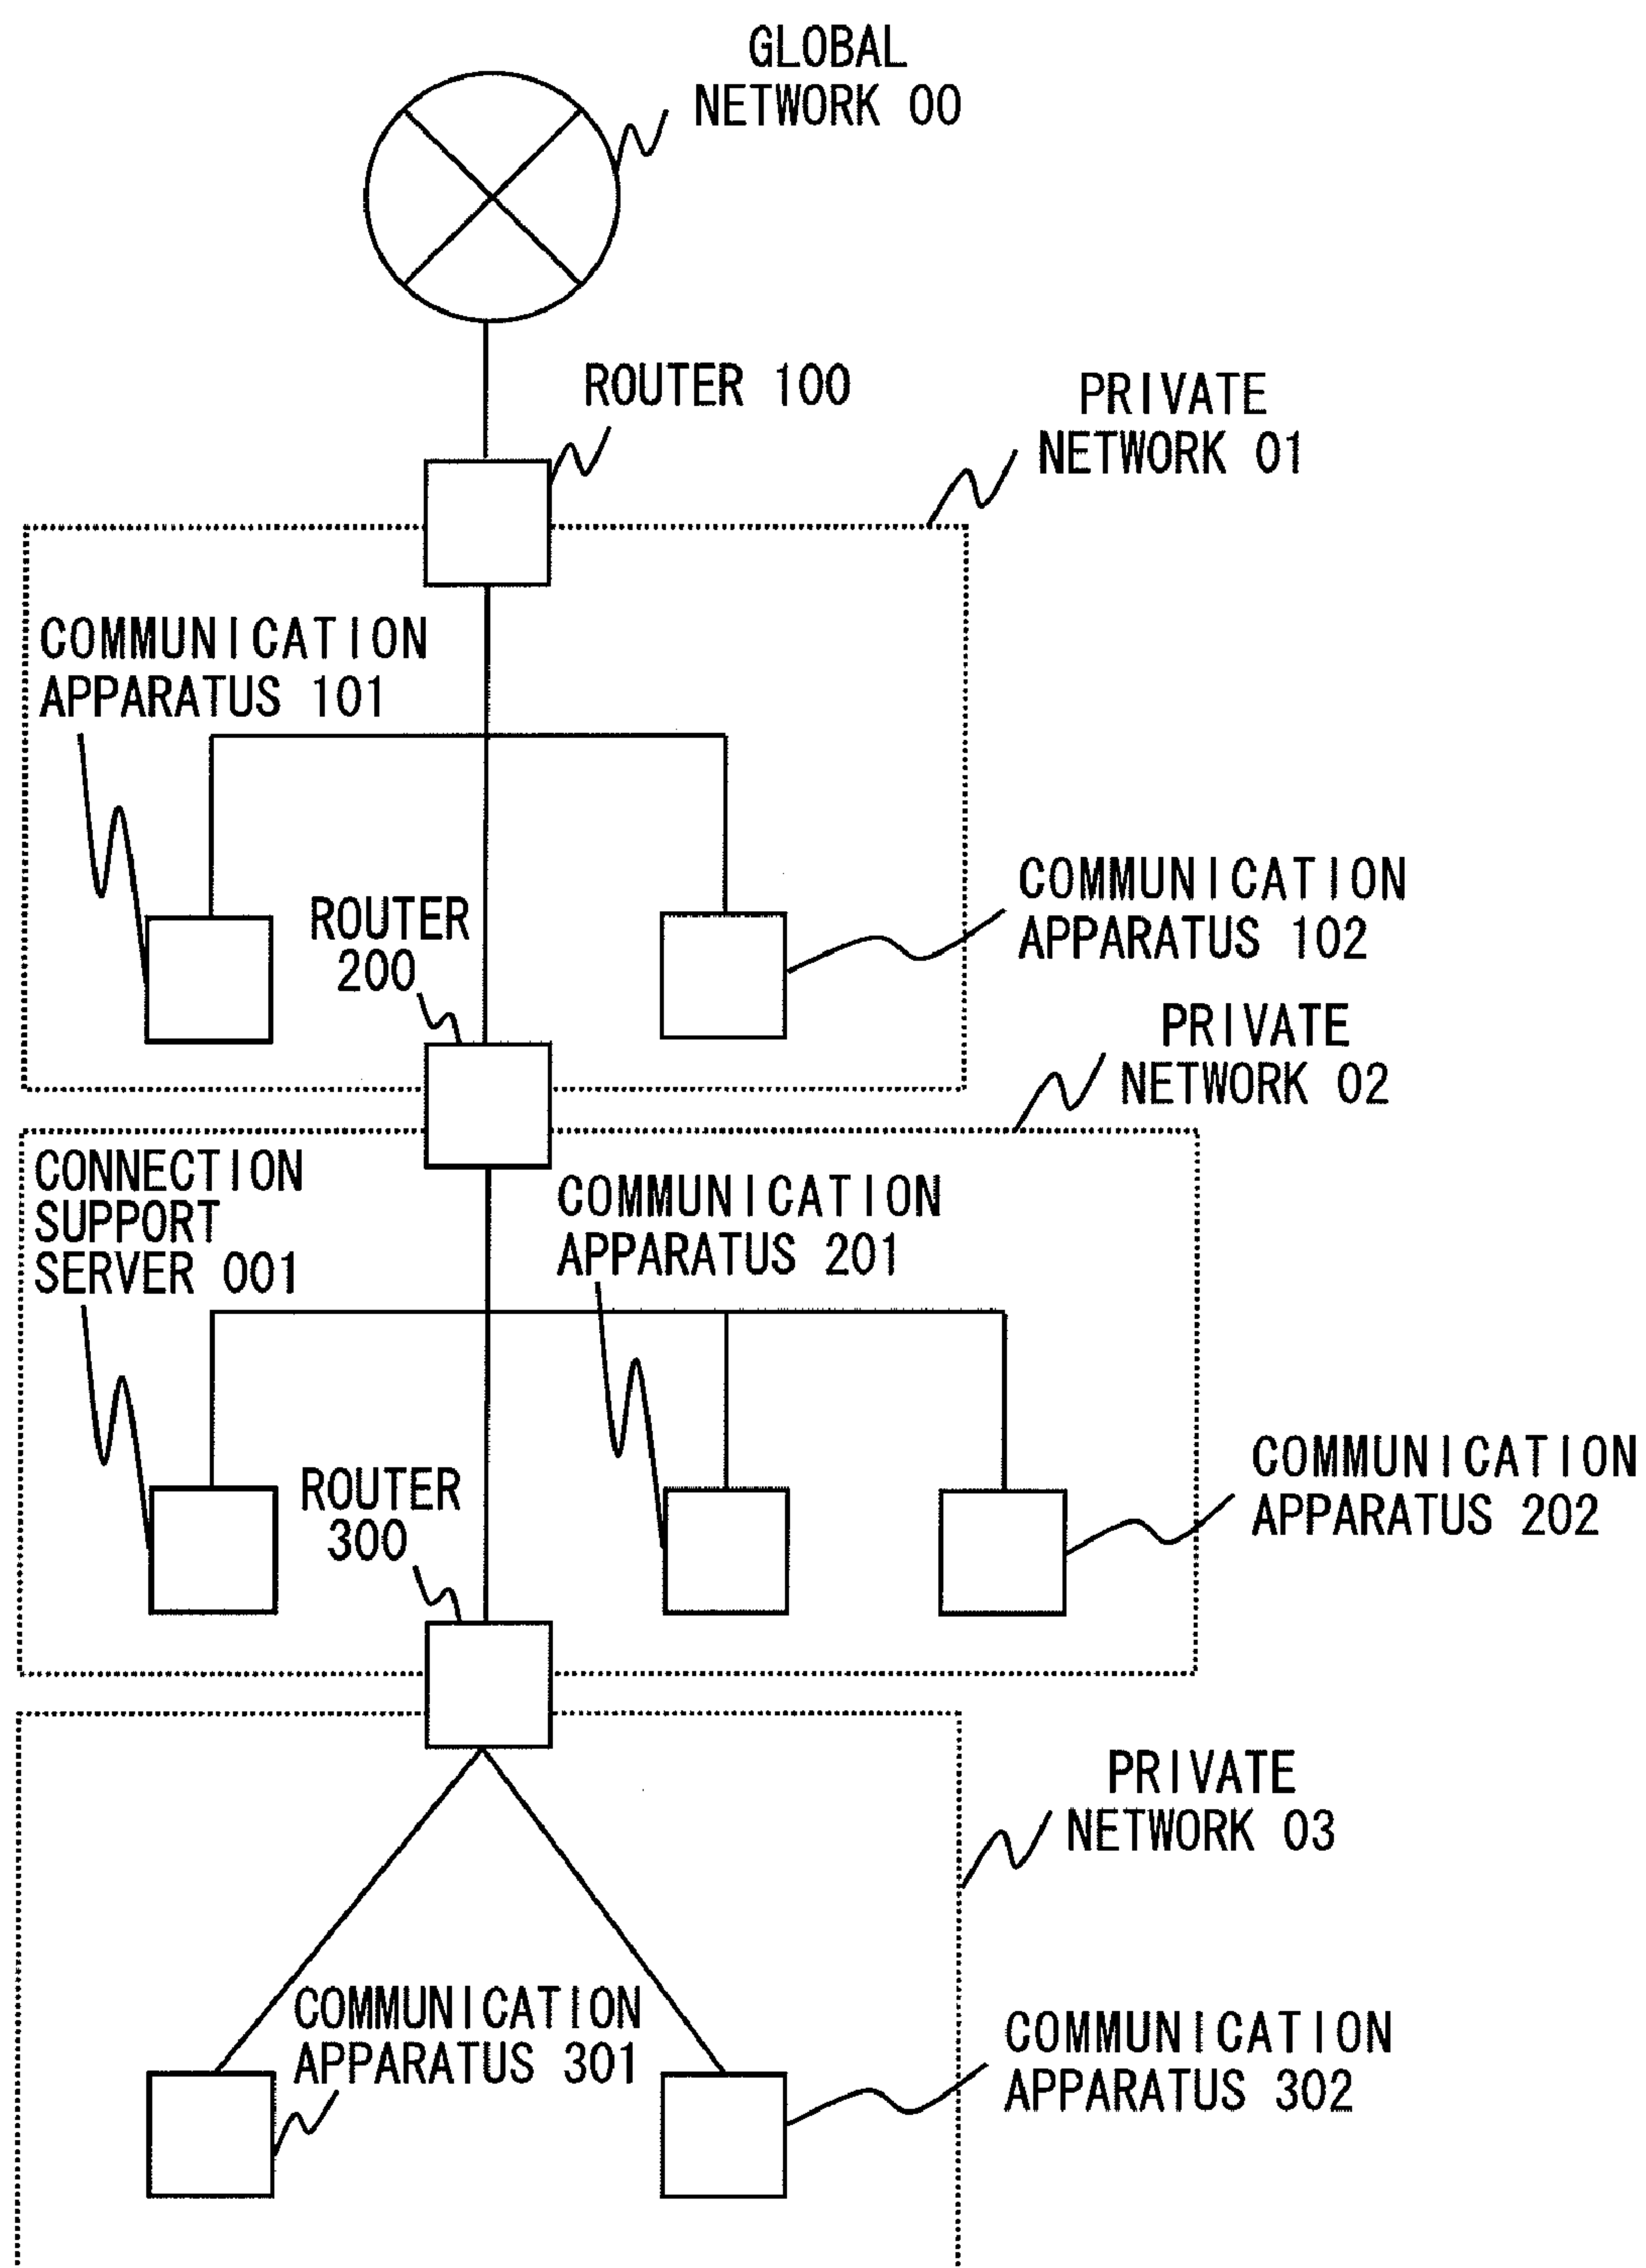 GLOBAL
NETWORK 00
ROUTER 100
PRIVATE
NETWORK 01
COMMUNICATION
APPARATUS 101
ROUTER
200
COMMUNICATION
APPARATUS 102
PRIVATE
NETWORK 02
CONNECTION
SUPPORT
SERVER 001
COMMUNICATION
APPARATUS 201
ROUTER
300
COMMUNICATION
APPARATUS 202
PRIVATE
NETWORK 03
COMMUNICATION
APPARATUS 301
COMMUNICATION
APPARATUS 302